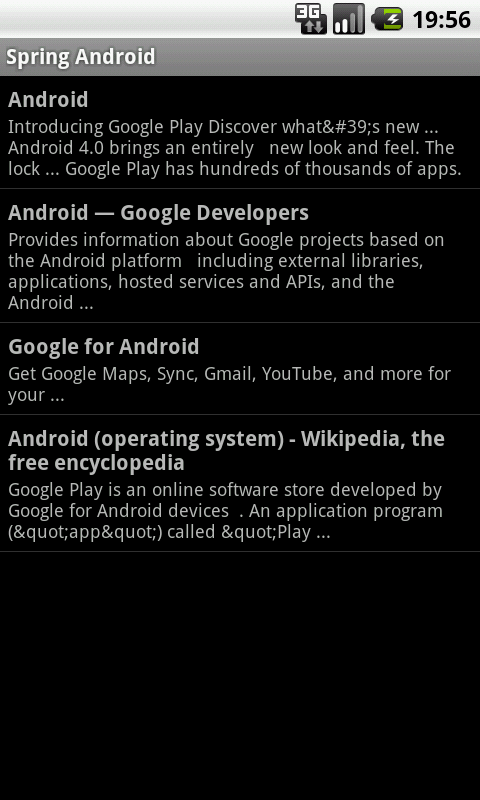 3G 19:56
Spring Android
Android
Introducing Google Play Discover what&#39;s new ...
Android 4.0 brings an entirely   new look and feel. The
lock ... Google Play has hundreds of thousands of apps.
Android — Google Developers
Provides information about Google projects based on
the Android platform   including external libraries,
applications, hosted services and APIs, and the
Android ...
Google for Android
Get Google Maps, Sync, Gmail, YouTube, and more for
your ...
Android (operating system) - Wikipedia, the
free encyclopedia
Google Play is an online software store developed by
Google for Android devices  . An application program
(&quot;app&quot;) called &quot;Play ...